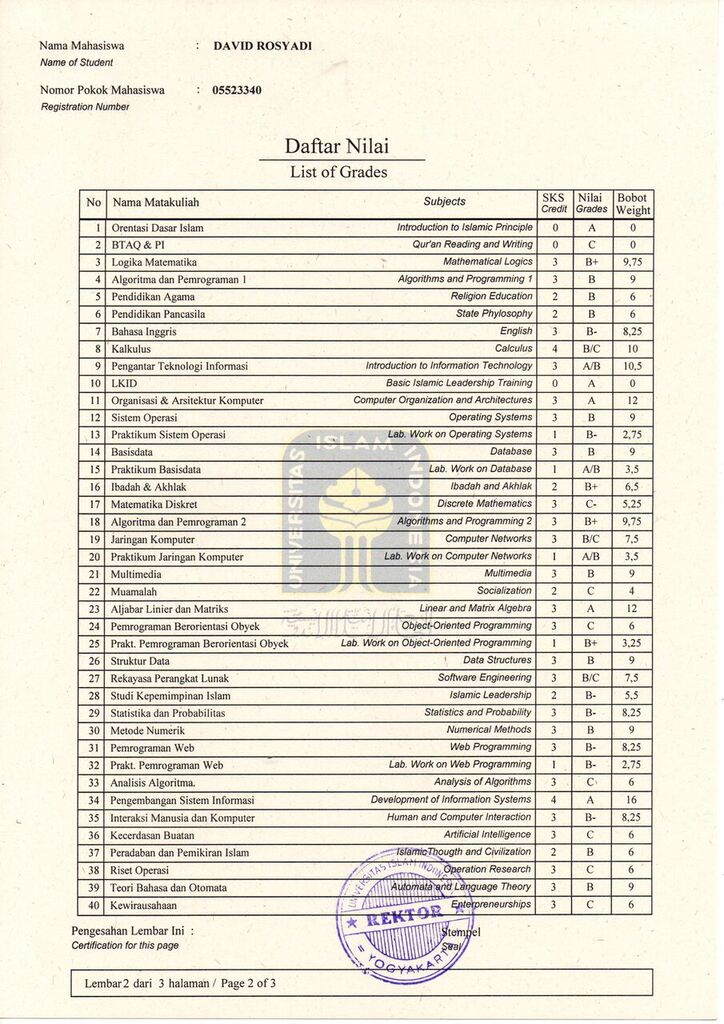 Nama Mahasiswa : DAVID ROSYADI
Name of Student
Nomor Pokok Mahasiswa : 05523340
Registration Number
Daftar Nilai
List of Grades
No Nama Matakuliah Subjects SKS Credit Nilai Grades Bobot Weight
1 Orentasi Dasar Islam Introduction to Islamic Principle 0 A 0
2 BTAQ & PI Qur'an Reading and Writing 0 C 0
3 Logika Matematika Mathematical Logics 3 B+ 9,75
4 Algoritma dan Pemrograman 1 Algorithms and Programming 1 3 B 9
5 Pendidikan Agama Religion Education 2 B 6
6 Pendidikan Pancasila State Phylosophy 2 B 6
7 Bahasa Inggris English 3 B- 8,25
8 Kalkulus Calculus 4 B/C 10
9 Pengantar Teknologi Informasi Introduction to Information Technology 3 A/B 10,5
10 LKID Basic Islamic Leadership Training 0 A 0
11 Organisasi & Arsitektur Komputer Computer Organization and Architectures 3 A 12
12 Sistem Operasi Operating Systems 3 B 9
13 Praktikum Sistem Operasi Lab. Work on Operating Systems 1 B- 2,75
14 Basisdata Database 3 B 9
15 Praktikum Basisdata Lab. Work on Database 1 A/B 3,5
16 Ibadah & Akhlak Ibadah and Akhlak 2 B+ 6,5
17 Matematika Diskret Discrete Mathematics 3 C- 5,25
18 Algoritma dan Pemrograman 2 Algorithms and Programming 2 3 B+ 9,75
19 Jaringan Komputer Computer Networks 3 B/C 7,5
20 Praktikum Jaringan Komputer Lab. Work on Computer Networks 1 A/B 3,5
21 Multimedia Multimedia 3 B 9
22 Muamalah Socialization 2 C 4
23 Aljabar Linier dan Matriks Linear and Matrix Algebra 3 A 12
24 Pemrograman Berorientasi Obyek Object-Oriented Programming 3 C 6
25 Prakt. Pemrograman Berorientasi Obyek Lab. Work on Object-Oriented Programming 1 B+ 3,25
26 Struktur Data Data Structures 3 B 9
27 Rekayasa Perangkat Lunak Software Engineering 3 B/C 7,5
28 Studi Kepemimpinan Islam Islamic Leadership 2 B- 5,5
29 Statistika dan Probabilitas Statistics and Probability 3 B- 8,25
30 Metode Numerik Numerical Methods 3 B 9
31 Pemrograman Web Web Programming 3 B- 8,25
32 Prakt. Pemrograman Web Lab. Work on Web Programming 1 B- 2,75
33 Analisis Algoritma. Analysis of Algorithms 3 C 6
34 Pengembangan Sistem Informasi Development of Information Systems 4 A 16
35 Interaksi Manusia dan Komputer Human and Computer Interaction 3 B- 8,25
36 Kecerdasan Buatan Artificial Intelligence 3 C 6
37 Peradaban dan Pemikiran Islam Islamic Thougth and Civilization 2 B 6
38 Riset Operasi Operation Research 3 C 6
39 Teori Bahasa dan Otomata Automata and Language Theory 3 B 9
40 Kewirausahaan Enterpreneurships 3 C 6
UNIVERSITAS ISLAM INDONESIA
UNIVERSITAS ISLAM INDONESIA
REKTOR
YOGYAKARTA
Pengesahan Lembar Ini : Stempel
Certification for this page Seal
Lembar 2 dari 3 halaman / Page 2 of 3